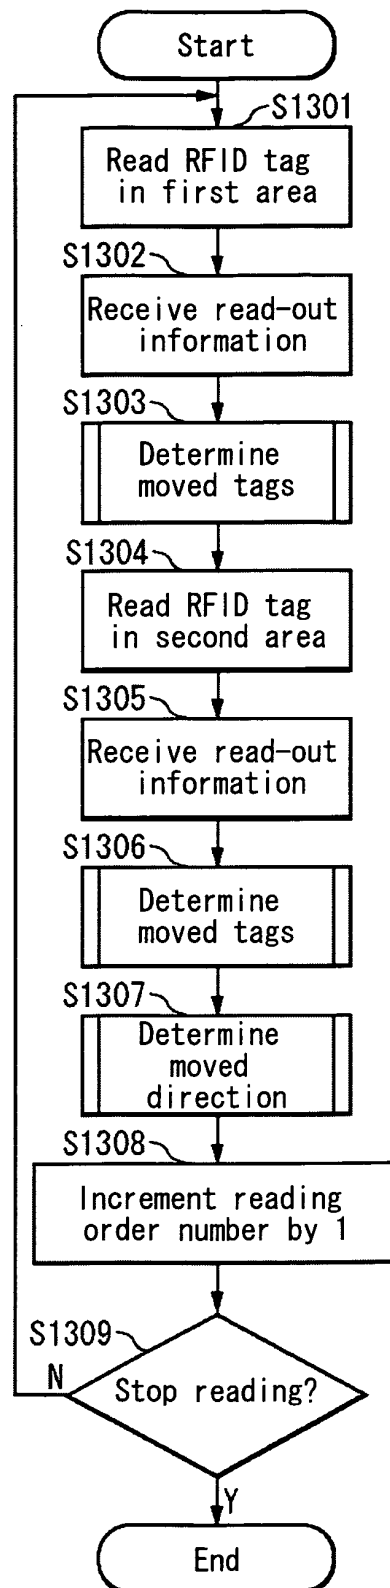 Start
S1301
Read RFID tag
in first area
S1302
Receive read-out
information
S1303
Determine
moved tags
S1304
Read RFID tag
in second area
S1305
Receive read-out
information
S1306
Determine
moved tags
S1307
Determine
moved
direction
S1308
Increment reading
order number by 1
S1309
N
Stop reading?
Y
End